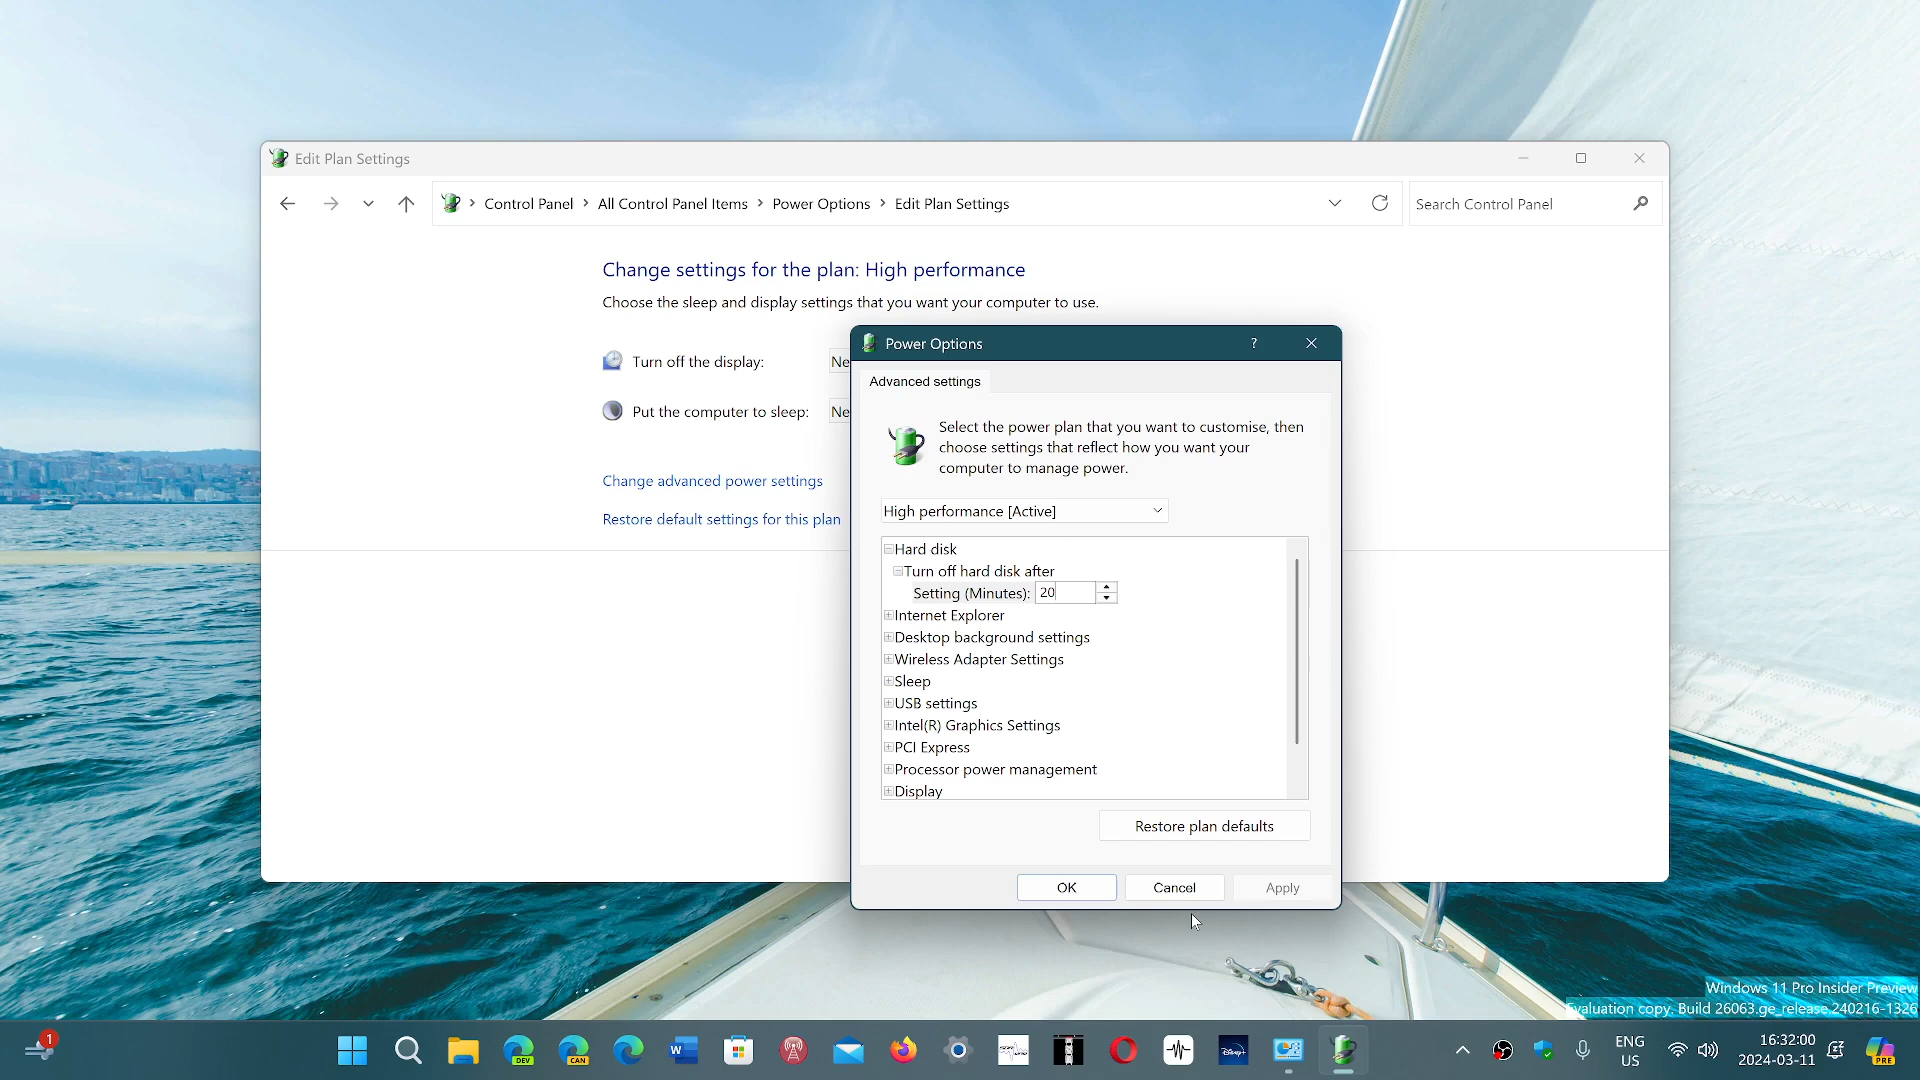 Edit Plan Settings
Control Panel > All Control Panel Items > Power Options > Edit Plan Settings
Search Control Panel
Change settings for the plan: High performance
Choose the sleep and display settings that you want your computer to use.
Turn off the display:
Ne
Put the computer to sleep:
Ne
Change advanced power settings
Restore default settings for this plan
Power Options
?
Advanced settings
Select the power plan that you want to customise, then
choose settings that reflect how you want your
computer to manage power.
High performance [Active]
Hard disk
Turn off hard disk after
Setting (Minutes): 20
Internet Explorer
Desktop background settings
Wireless Adapter Settings
Sleep
USB settings
Intel(R) Graphics Settings
PCI Express
Processor power management
Display
Restore plan defaults
OK
Cancel
Apply
Windows 11 Pro Insider Preview
Evaluation copy. Build 26063.ge_release.240216-1326
1
DEV
CAN
W
Disney+
ENG
US
16:32:00
2024-03-11
PRE